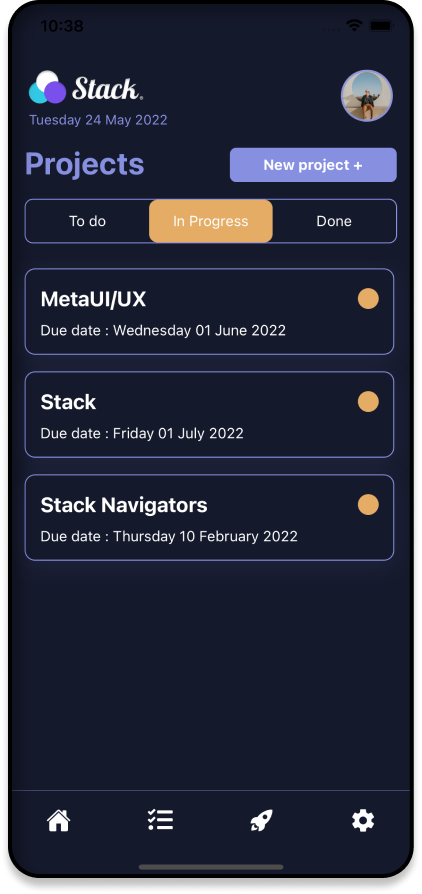 10:38
Stack.
Tuesday 24 May 2022
Projects
New project +
To do
In Progress
Done
MetaUI/UX
Due date : Wednesday 01 June 2022
Stack
Due date : Friday 01 July 2022
Stack Navigators
Due date : Thursday 10 February 2022